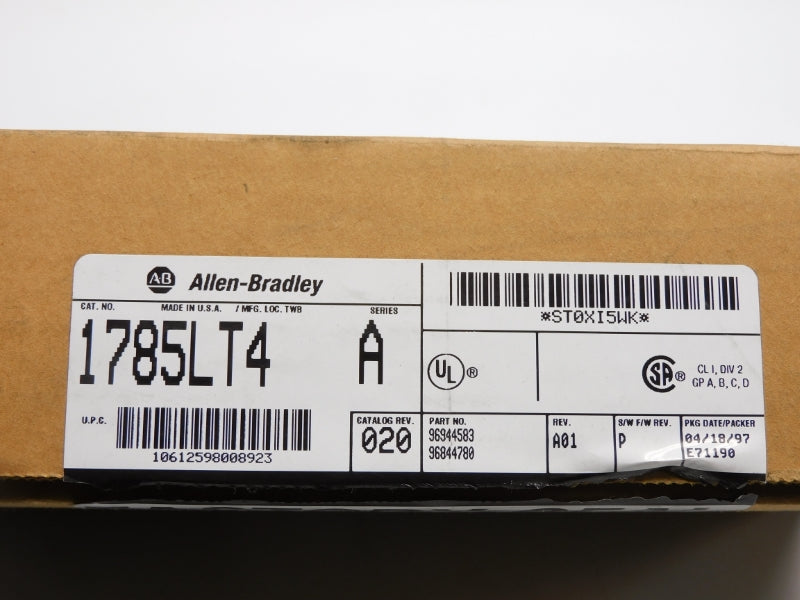 AB Allen-Bradley
CAT. NO. MADE IN U.S.A. / MFG. LOC. TWB SERIES
1785LT4 A
U.P.C.
10612598008923
CATALOG REV.
020
*ST0XI5WK*
UL ®
SA ® CL I, DIV 2
GP A, B, C, D
PART NO.
96944583
96844780
REV.
A01
S/W F/W REV.
P
PKG DATE/PACKER
04/18/97
E71190